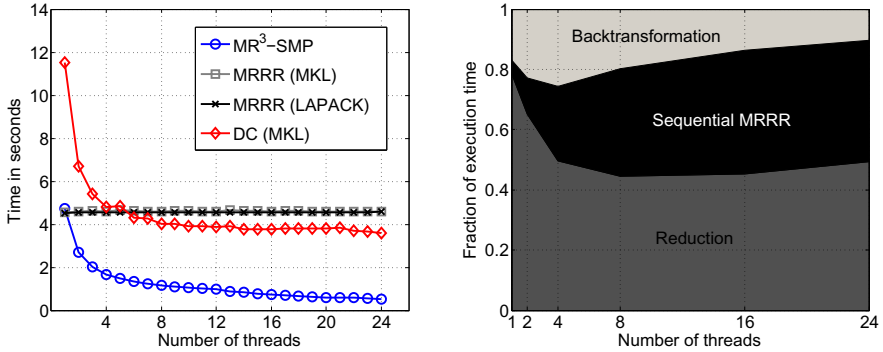 14
12
10
8
6
4
2
0
Time in seconds
MR³−SMP
MRRR (MKL)
MRRR (LAPACK)
DC (MKL)
4 8 12 16 20 24
Number of threads
1
0.8
0.6
0.4
0.2
0
Fraction of execution time
Backtransformation
Sequential MRRR
Reduction
1 2 4 8 16 24
Number of threads